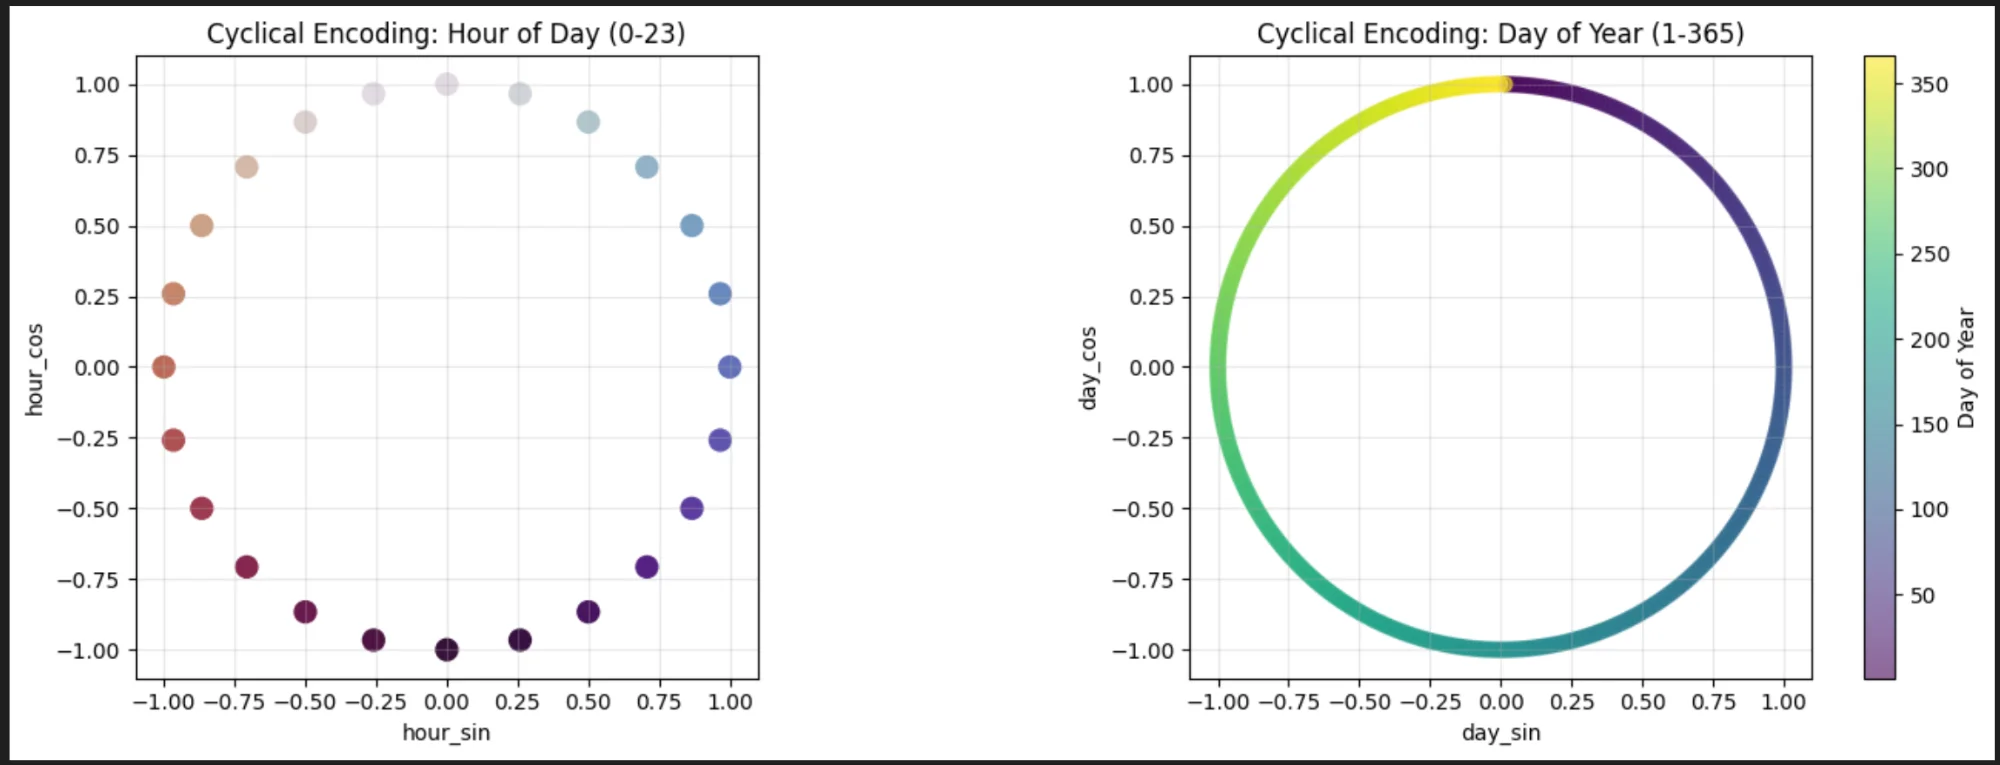 Cyclical Encoding: Hour of Day (0-23)
1.00
0.75
0.50
0.25
0.00
−0.25
−0.50
−0.75
−1.00
hour_cos
−1.00 −0.75 −0.50 −0.25 0.00 0.25 0.50 0.75 1.00
hour_sin
Cyclical Encoding: Day of Year (1-365)
1.00
0.75
0.50
0.25
0.00
−0.25
−0.50
−0.75
−1.00
day_cos
−1.00 −0.75 −0.50 −0.25 0.00 0.25 0.50 0.75 1.00
day_sin
350
300
250
200
150
100
50
Day of Year